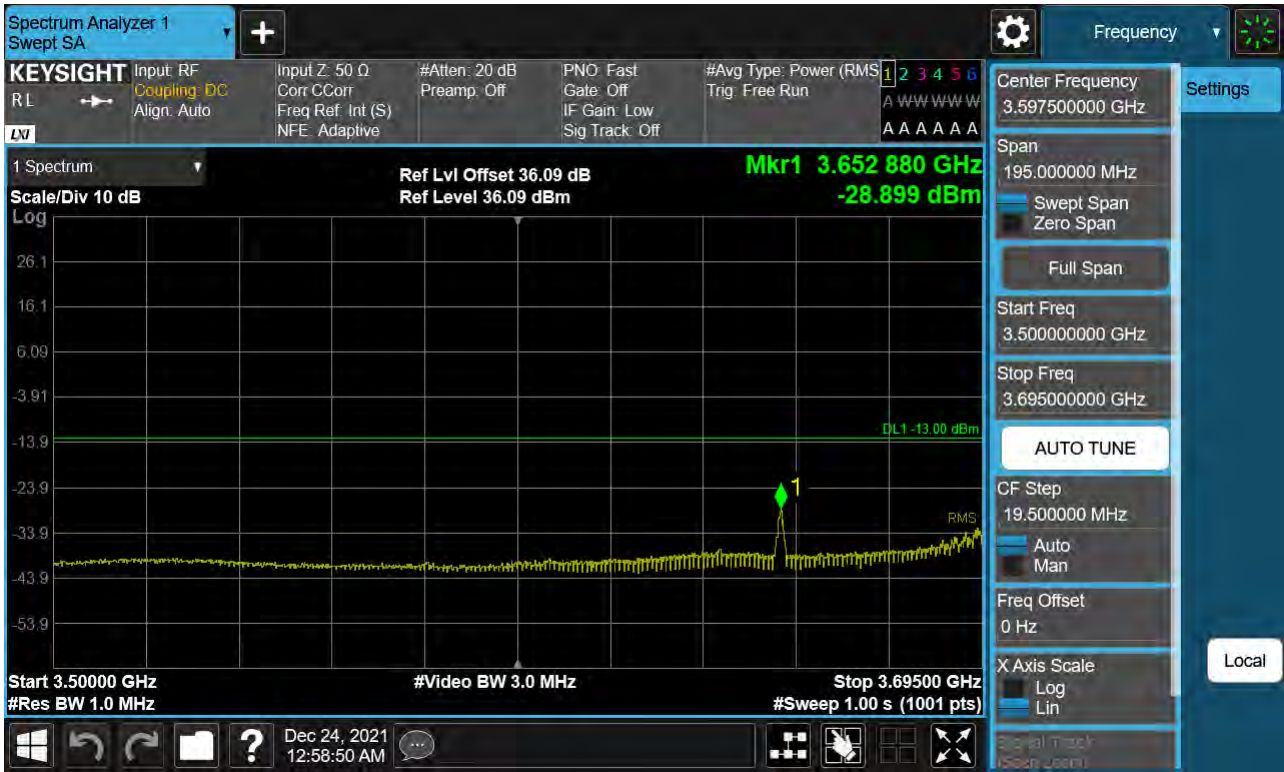 Spectrum Analyzer 1
Swept SA
Frequency
KEYSIGHT
RL
LXI
Input: RF
Coupling: DC
Align: Auto
Input Z: 50 Ω
Corr CCorr
Freq Ref: Int (S)
NFE: Adaptive
#Atten: 20 dB
Preamp: Off
PNO: Fast
Gate: Off
IF Gain: Low
Sig Track: Off
#Avg Type: Power (RMS
Trig: Free Run
1 2 3 4 5 6
A W W W W W
A A A A A A
1 Spectrum
Scale/Div 10 dB
Log
Ref Lvl Offset 36.09 dB
Ref Level 36.09 dBm
Mkr1 3.652 880 GHz
-28.899 dBm
26.1
16.1
6.09
-3.91
-13.9
-23.9
-33.9
-43.9
-53.9
DL1 -13.00 dBm
1
RMS
Start 3.50000 GHz
#Res BW 1.0 MHz
#Video BW 3.0 MHz
Stop 3.69500 GHz
#Sweep 1.00 s (1001 pts)
Center Frequency
3.597500000 GHz
Span
195.000000 MHz
Swept Span
Zero Span
Full Span
Start Freq
3.500000000 GHz
Stop Freq
3.695000000 GHz
AUTO TUNE
CF Step
19.500000 MHz
Auto
Man
Freq Offset
0 Hz
X Axis Scale
Log
Lin
Signal Track
(Span Zoom)
Settings
Local
?
Dec 24, 2021
12:58:50 AM